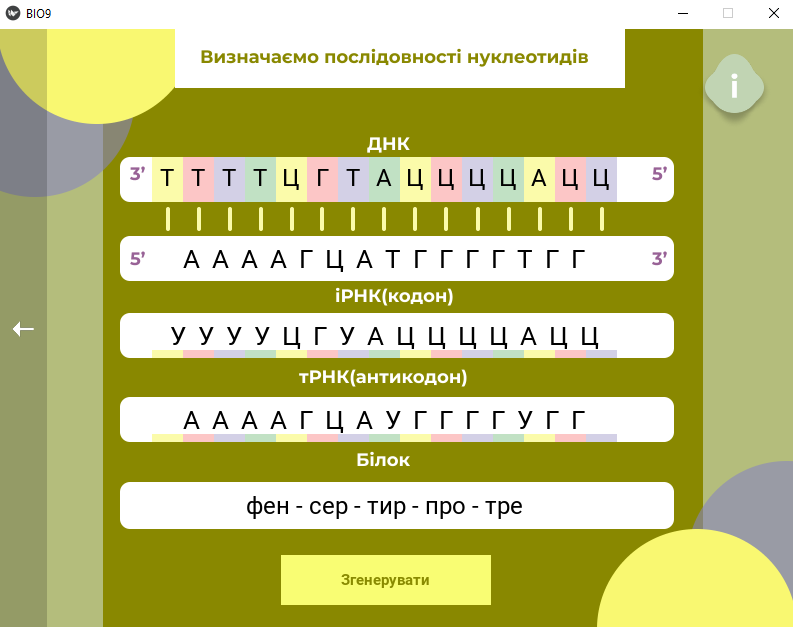 BIO9
Визначаємо послідовності нуклеотидів
i
ДНК
3’ Т Т Т Т Ц Г Т А Ц Ц Ц Ц А Ц Ц 5’
5’ А А А А Г Ц А Т Г Г Г Г Т Г Г 3’
іРНК(кодон)
У У У У Ц Г У А Ц Ц Ц Ц А Ц Ц
тРНК(антикодон)
А А А А Г Ц А У Г Г Г Г У Г Г
Білок
фен - сер - тир - про - тре
Згенерувати